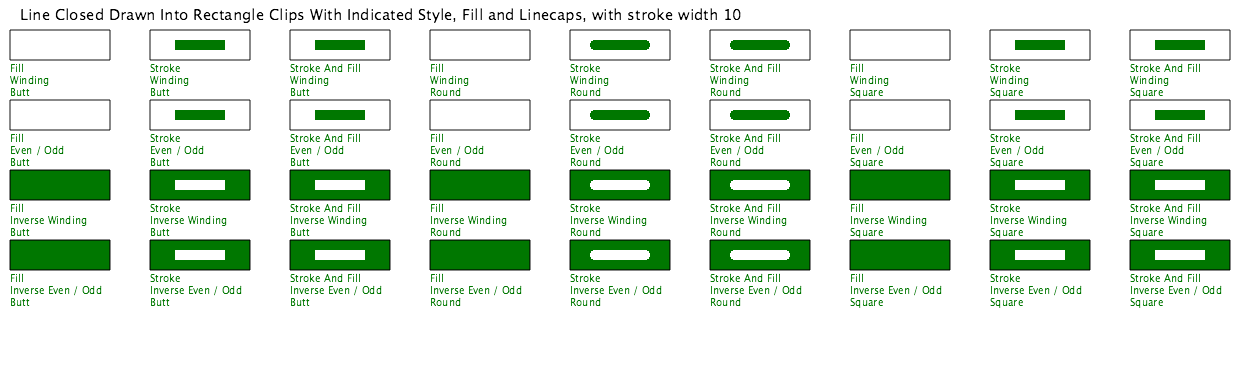 Line Closed Drawn Into Rectangle Clips With Indicated Style, Fill and Linecaps, with stroke width 10
Fill
Winding
Butt
Stroke
Winding
Butt
Stroke And Fill
Winding
Butt
Fill
Winding
Round
Stroke
Winding
Round
Stroke And Fill
Winding
Round
Fill
Winding
Square
Stroke
Winding
Square
Stroke And Fill
Winding
Square
Fill
Even / Odd
Butt
Stroke
Even / Odd
Butt
Stroke And Fill
Even / Odd
Butt
Fill
Even / Odd
Round
Stroke
Even / Odd
Round
Stroke And Fill
Even / Odd
Round
Fill
Even / Odd
Square
Stroke
Even / Odd
Square
Stroke And Fill
Even / Odd
Square
Fill
Inverse Winding
Butt
Stroke
Inverse Winding
Butt
Stroke And Fill
Inverse Winding
Butt
Fill
Inverse Winding
Round
Stroke
Inverse Winding
Round
Stroke And Fill
Inverse Winding
Round
Fill
Inverse Winding
Square
Stroke
Inverse Winding
Square
Stroke And Fill
Inverse Winding
Square
Fill
Inverse Even / Odd
Butt
Stroke
Inverse Even / Odd
Butt
Stroke And Fill
Inverse Even / Odd
Butt
Fill
Inverse Even / Odd
Round
Stroke
Inverse Even / Odd
Round
Stroke And Fill
Inverse Even / Odd
Round
Fill
Inverse Even / Odd
Square
Stroke
Inverse Even / Odd
Square
Stroke And Fill
Inverse Even / Odd
Square